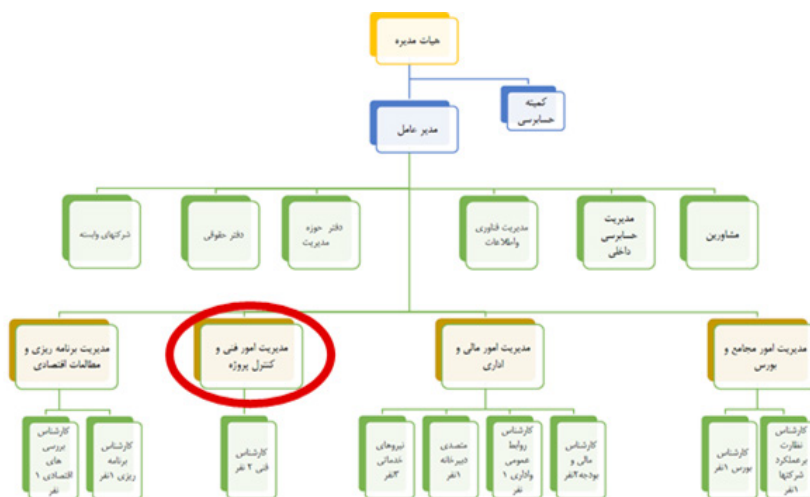 هیات مدیره
کمیته
حسابرسی
مدیر عامل
مشاورین
مدیریت
حسابرسی
داخلی
مدیریت فناوری
واطلاعات
دفتر حوزه
مدیریت
دفتر حقوقی
شرکتهای وابسته
مدیریت امور مجامع و
بورس
مدیریت امور مالی و
اداری
مدیریت امور فنی و
کنترل پروژه
مدیریت برنامه ریزی و
مطالعات اقتصادی
کارشناس
نظارت
برعملکرد
شرکتها
۱نفر
کارشناس
بورس ۱نفر
کارشناس
مالی و
بودجه۲نفر
کارشناس
روابط
عمومی
واداری ۱
نفر
متصدی
دبیرخانه
۱نفر
نیروهای
خدماتی
۳نفر
کارشناس
فنی ۲ نفر
کارشناس
برنامه
ریزی ۱نفر
کارشناس
بررسی
های
اقتصادی ۱
نفر